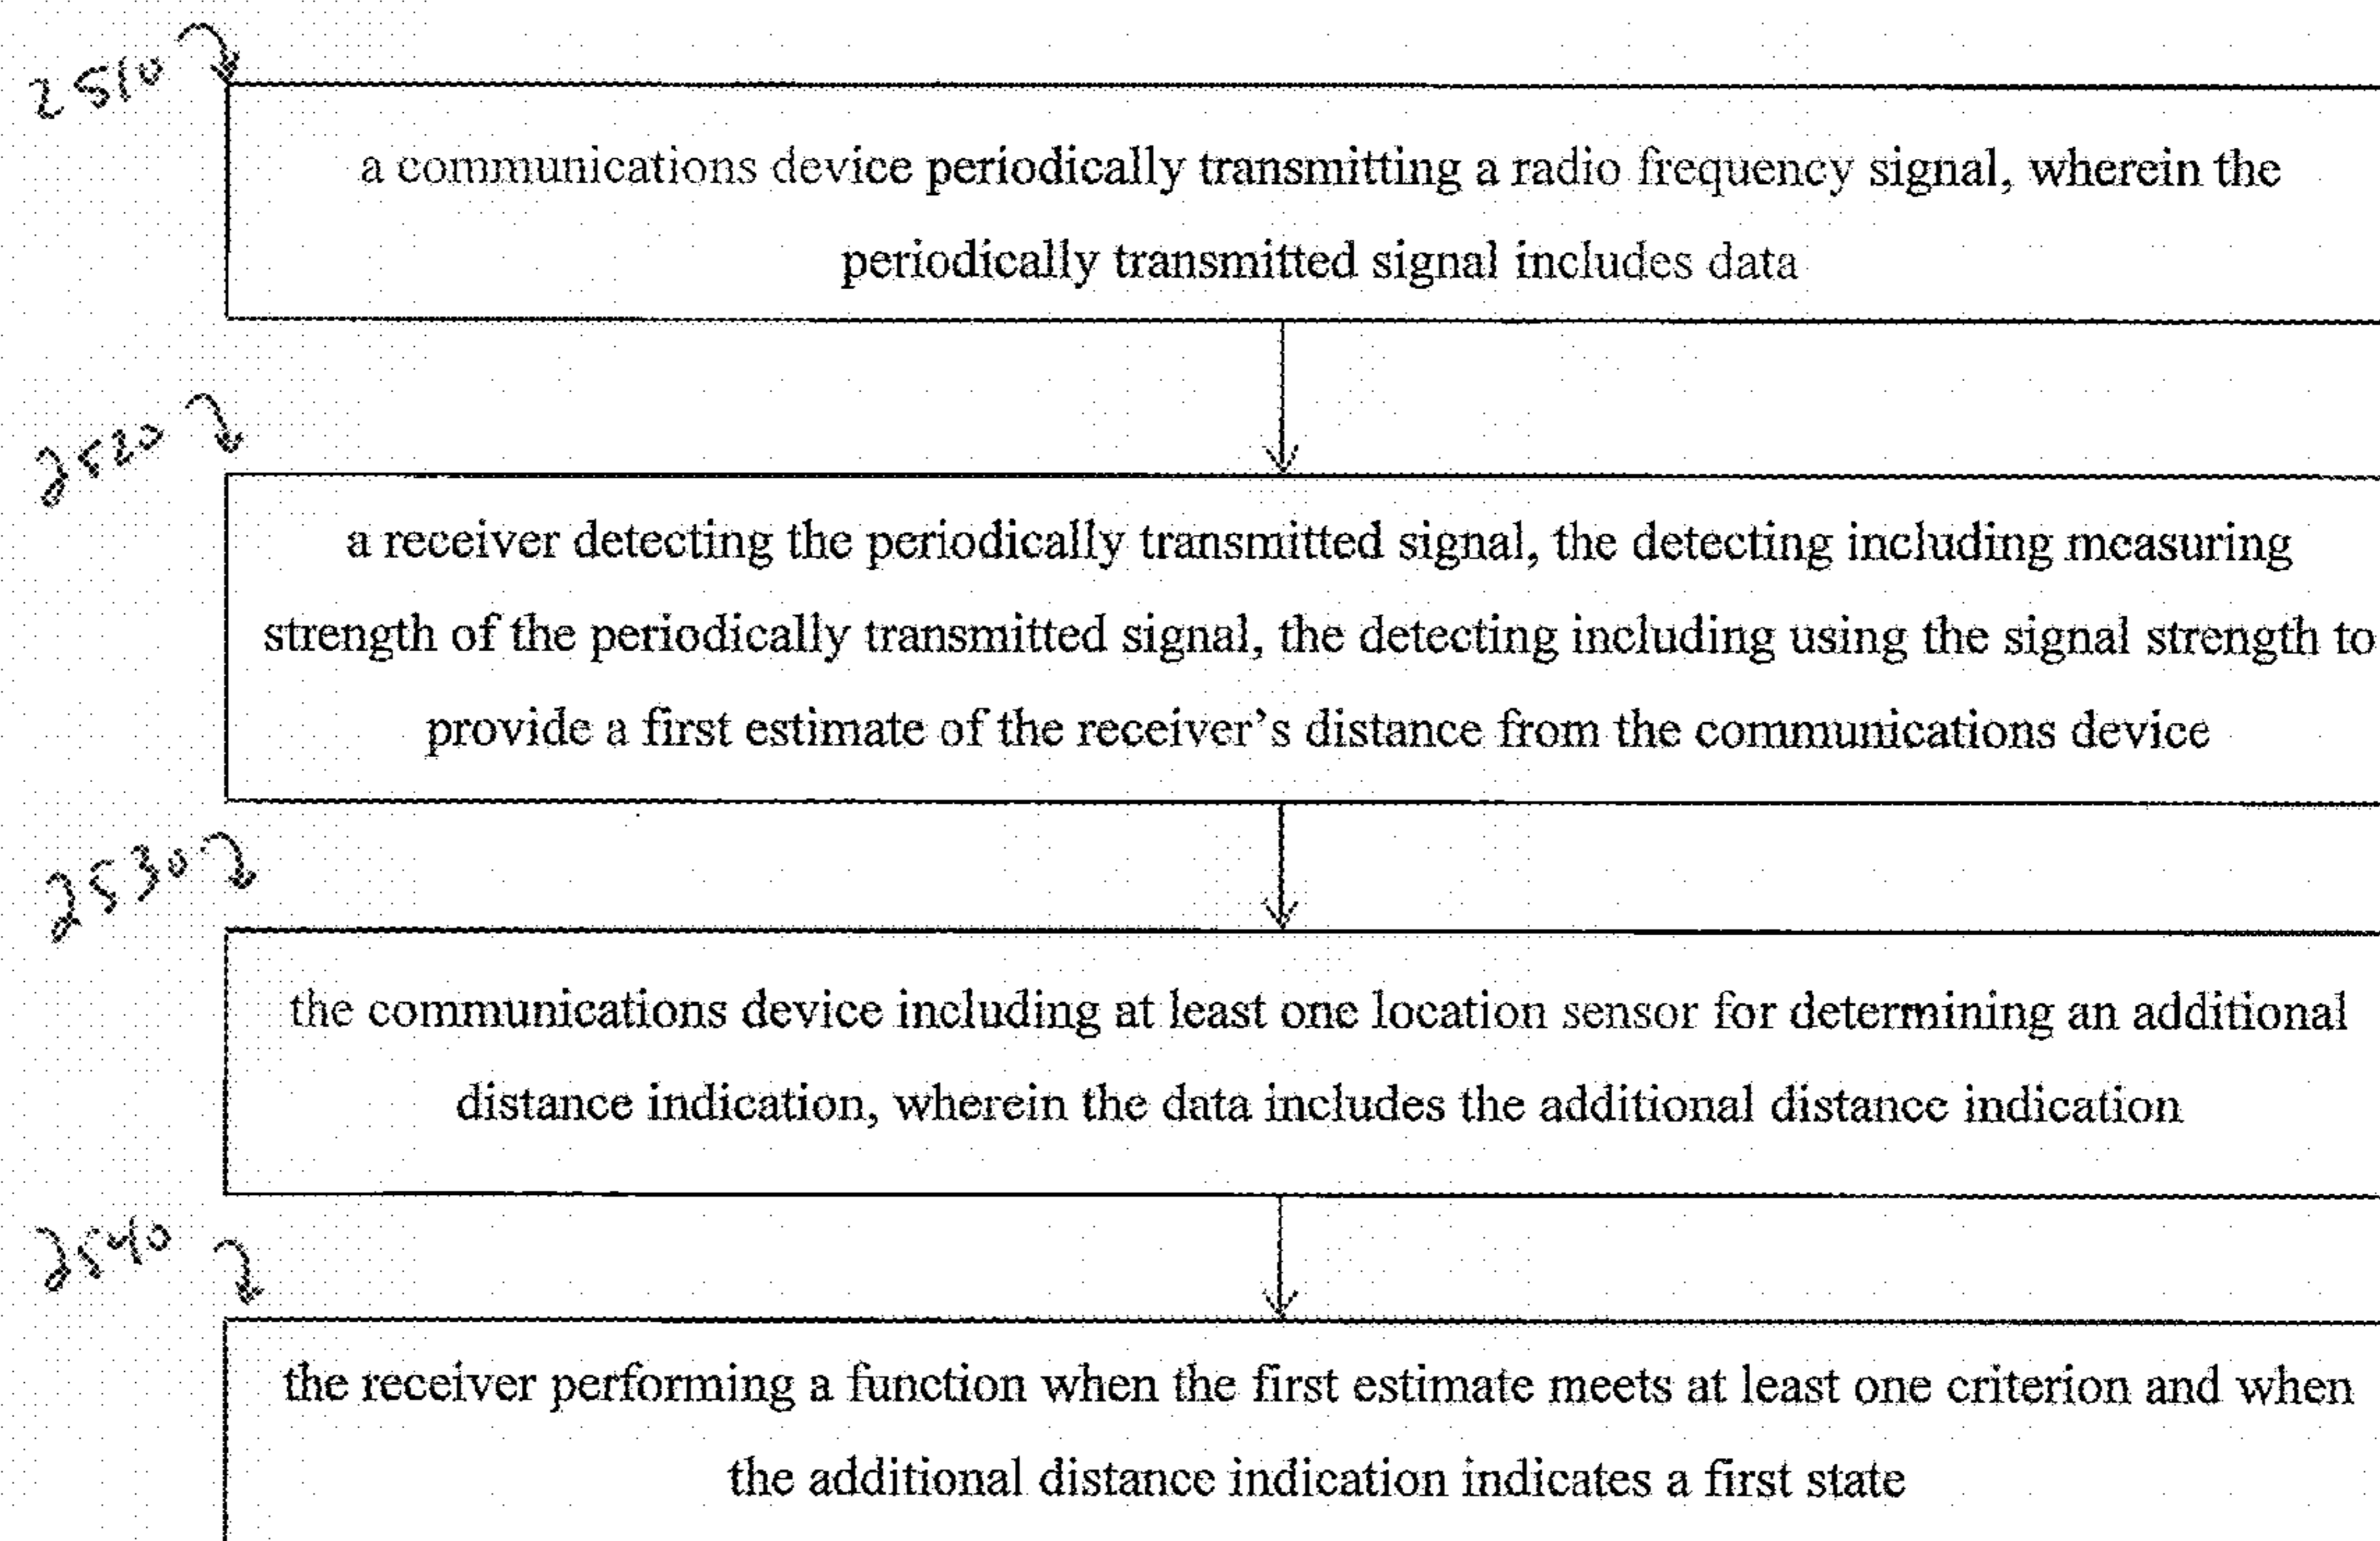 2510
a communications device periodically transmitting a radio frequency signal, wherein the
periodically transmitted signal includes data
2520
a receiver detecting the periodically transmitted signal, the detecting including measuring
strength of the periodically transmitted signal, the detecting including using the signal strength to
provide a first estimate of the receiver's distance from the communications device
2530
the communications device including at least one location sensor for determining an additional
distance indication, wherein the data includes the additional distance indication
2540
the receiver performing a function when the first estimate meets at least one criterion and when
the additional distance indication indicates a first state